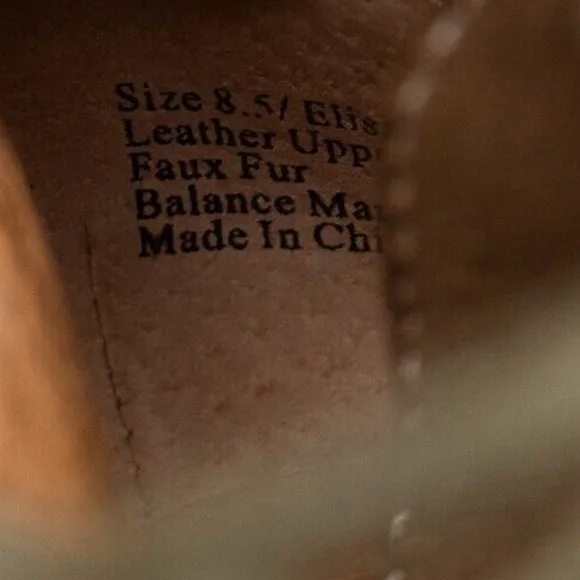 Size 8.5/ Elis
Leather Upp
Faux Fur
Balance Ma
Made In Chi